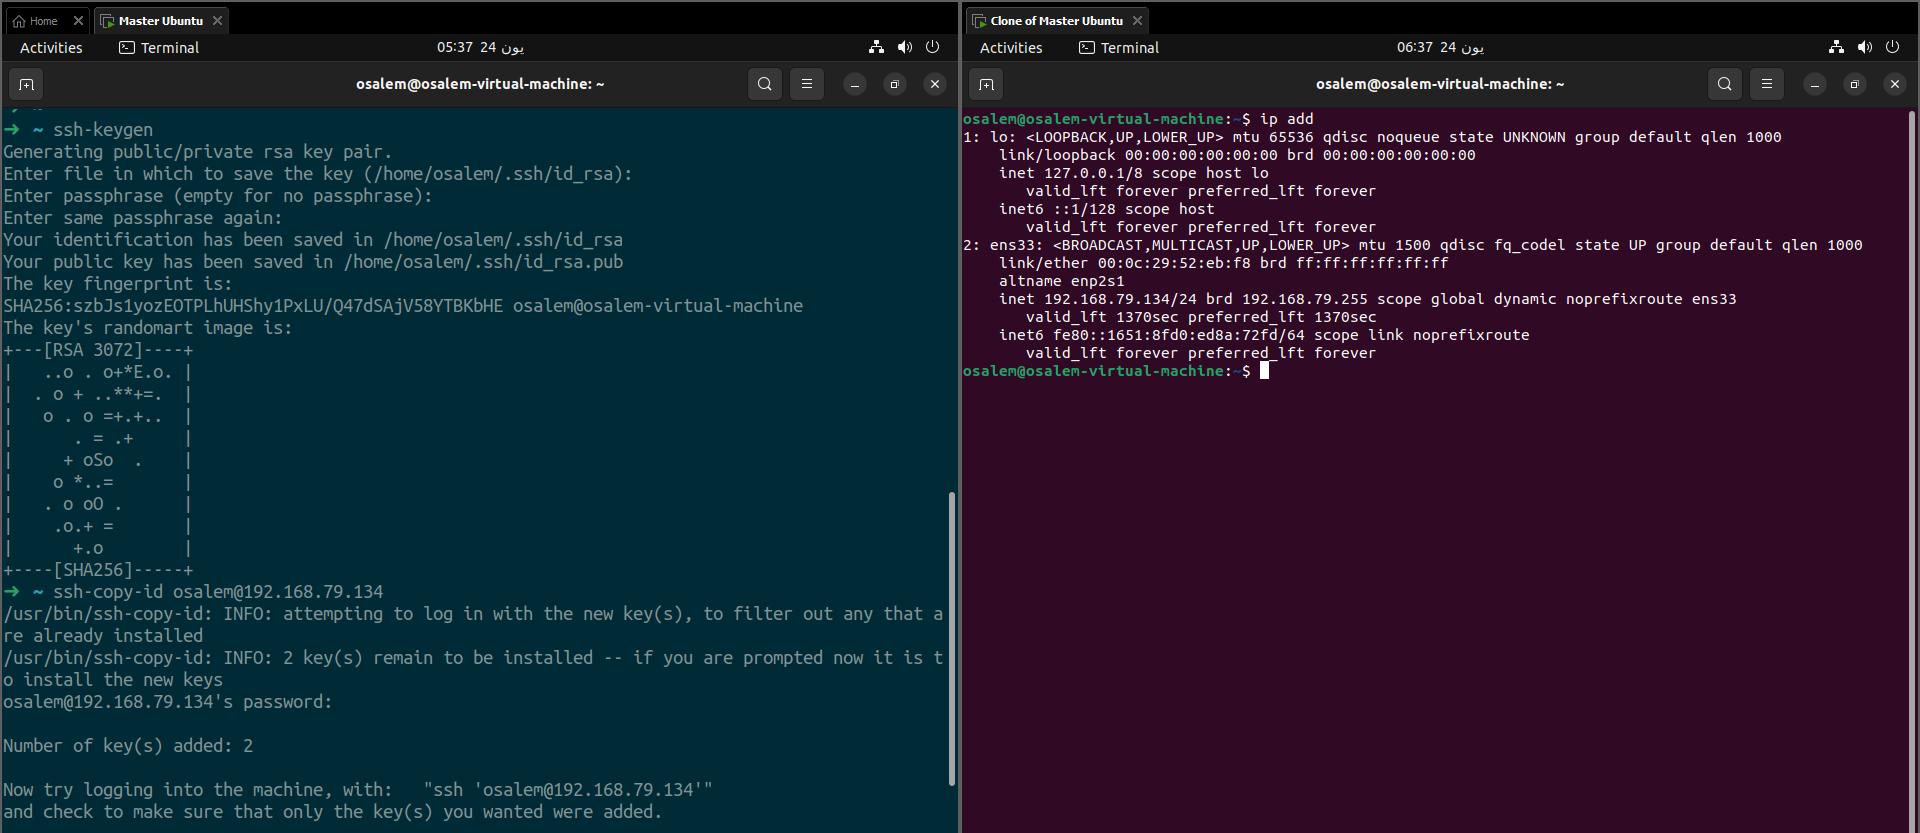 Home
Master Ubuntu
Activities
Terminal
05:37 24 يون
osalem@osalem-virtual-machine: ~
→ ~ ssh-keygen
Generating public/private rsa key pair.
Enter file in which to save the key (/home/osalem/.ssh/id_rsa):
Enter passphrase (empty for no passphrase):
Enter same passphrase again:
Your identification has been saved in /home/osalem/.ssh/id_rsa
Your public key has been saved in /home/osalem/.ssh/id_rsa.pub
The key fingerprint is:
SHA256:szbJs1yozEOTPLhUHShy1PxLU/Q47dSAjV58YTBKbHE osalem@osalem-virtual-machine
The key's randomart image is:
+---[RSA 3072]----+
|   ..o . o+*E.o. |
|  . o + ..**+=.  |
|   o . o =+.+..  |
|      . = .+     |
|     + oSo  .    |
|    o *..=       |
|   . o oO .      |
|    .o.+ =       |
|      +.o        |
+----[SHA256]-----+
→ ~ ssh-copy-id osalem@192.168.79.134
/usr/bin/ssh-copy-id: INFO: attempting to log in with the new key(s), to filter out any that a
re already installed
/usr/bin/ssh-copy-id: INFO: 2 key(s) remain to be installed -- if you are prompted now it is t
o install the new keys
osalem@192.168.79.134's password:
Number of key(s) added: 2
Now try logging into the machine, with:   "ssh 'osalem@192.168.79.134'"
and check to make sure that only the key(s) you wanted were added.
Clone of Master Ubuntu
Activities
Terminal
06:37 24 يون
osalem@osalem-virtual-machine: ~
osalem@osalem-virtual-machine:~$ ip add
1: lo: <LOOPBACK,UP,LOWER_UP> mtu 65536 qdisc noqueue state UNKNOWN group default qlen 1000
    link/loopback 00:00:00:00:00:00 brd 00:00:00:00:00:00
    inet 127.0.0.1/8 scope host lo
       valid_lft forever preferred_lft forever
    inet6 ::1/128 scope host
       valid_lft forever preferred_lft forever
2: ens33: <BROADCAST,MULTICAST,UP,LOWER_UP> mtu 1500 qdisc fq_codel state UP group default qlen 1000
    link/ether 00:0c:29:52:eb:f8 brd ff:ff:ff:ff:ff:ff
    altname enp2s1
    inet 192.168.79.134/24 brd 192.168.79.255 scope global dynamic noprefixroute ens33
       valid_lft 1370sec preferred_lft 1370sec
    inet6 fe80::1651:8fd0:ed8a:72fd/64 scope link noprefixroute
       valid_lft forever preferred_lft forever
osalem@osalem-virtual-machine:~$